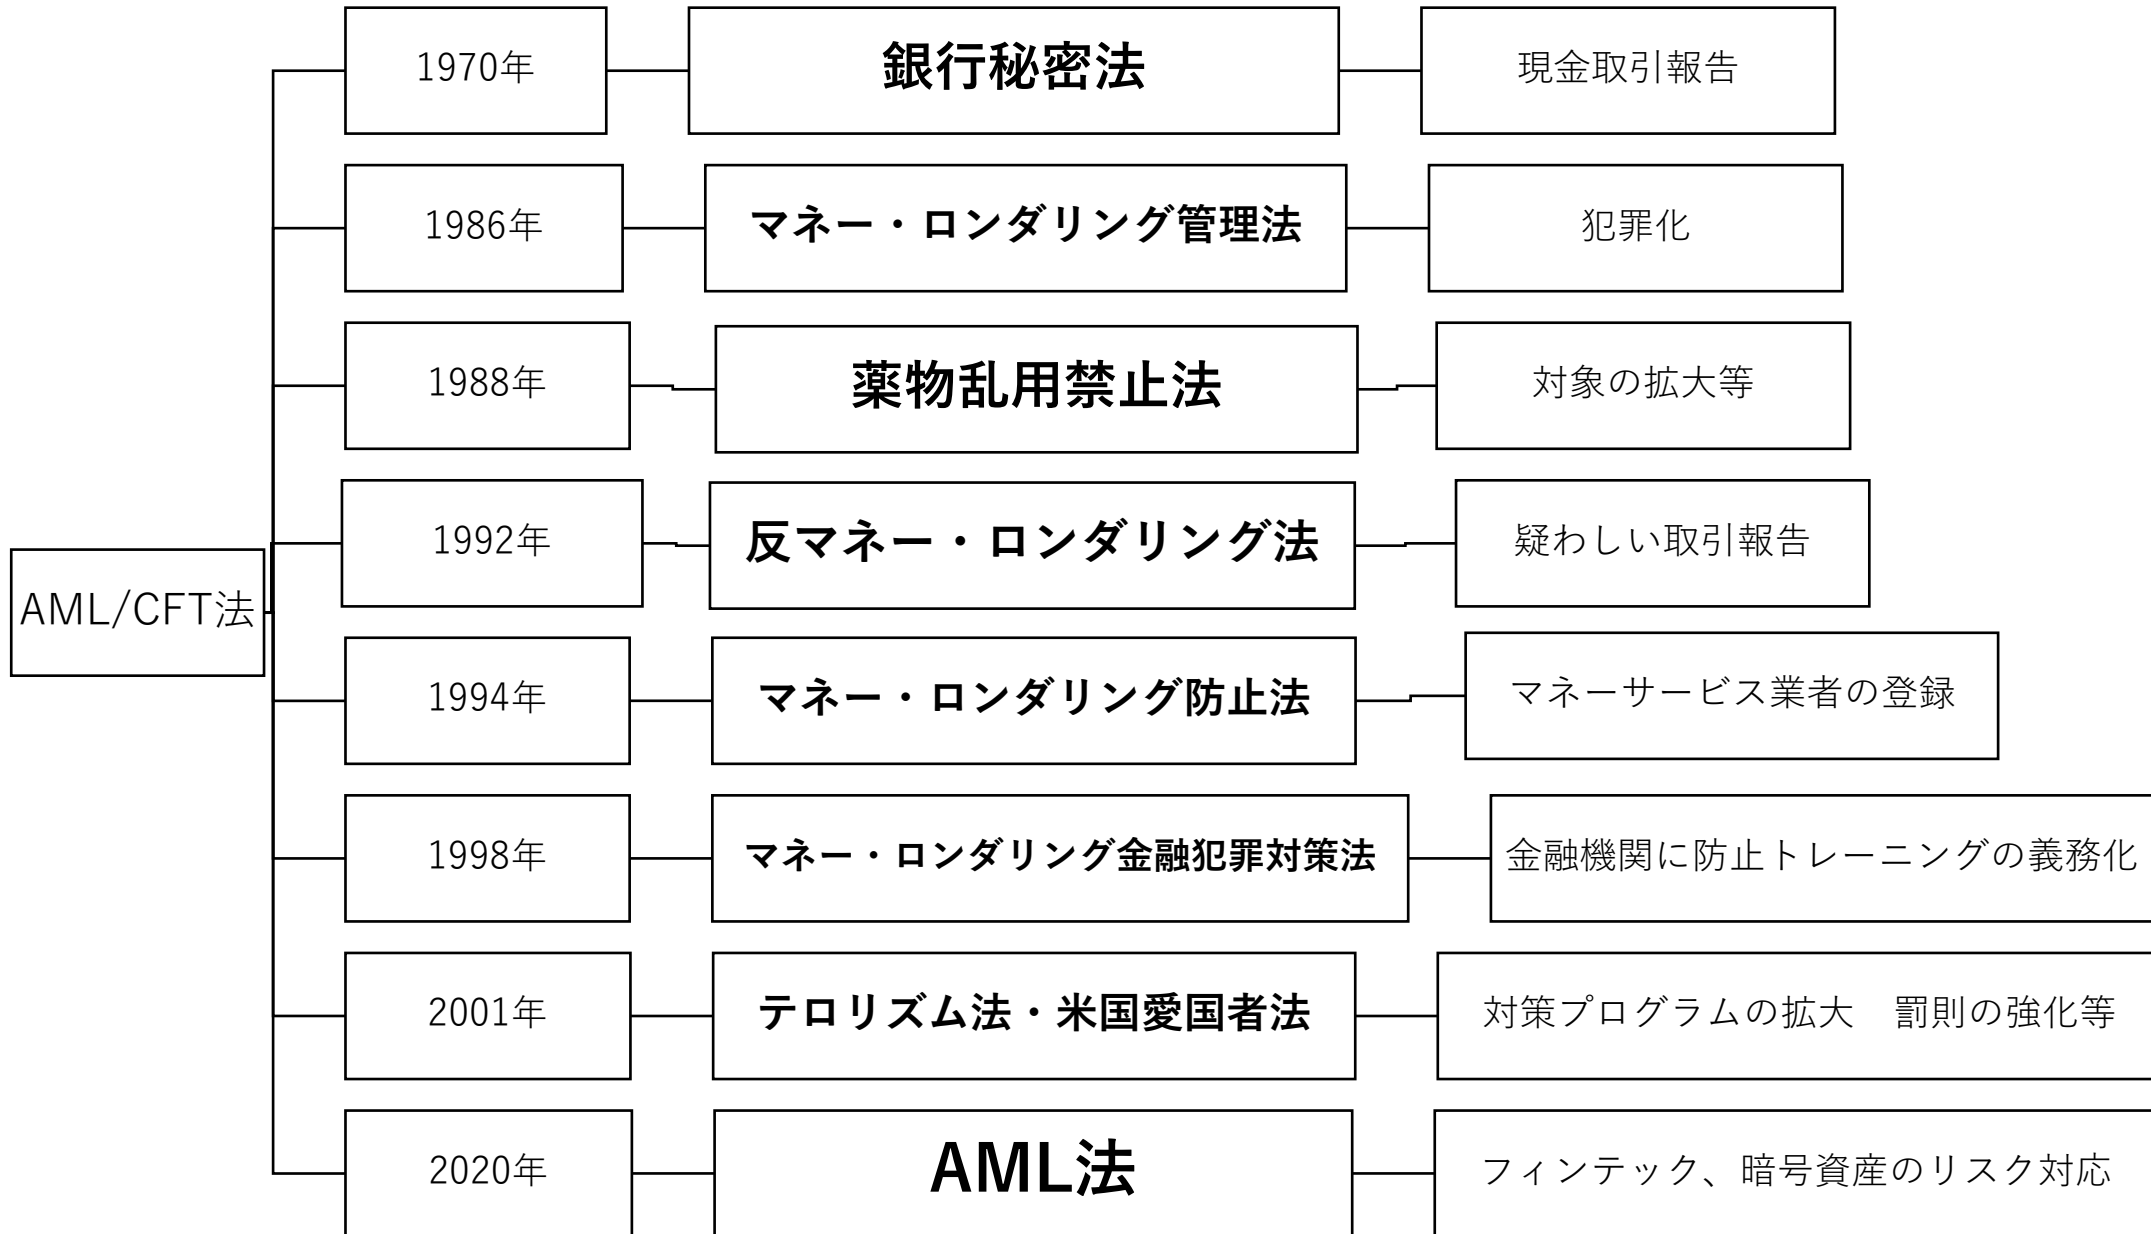 1970年
銀行秘密法
現金取引報告
1986年
マネー・ロンダリング管理法
犯罪化
1988年
薬物乱用禁止法
対象の拡大等
1992年
反マネー・ロンダリング法
疑わしい取引報告
AML/CFT法
1994年
マネー・ロンダリング防止法
マネーサービス業者の登録
1998年
マネー・ロンダリング金融犯罪対策法
金融機関に防止トレーニングの義務化
2001年
テロリズム法・米国愛国者法
対策プログラムの拡大　罰則の強化等
2020年
AML法
フィンテック、暗号資産のリスク対応